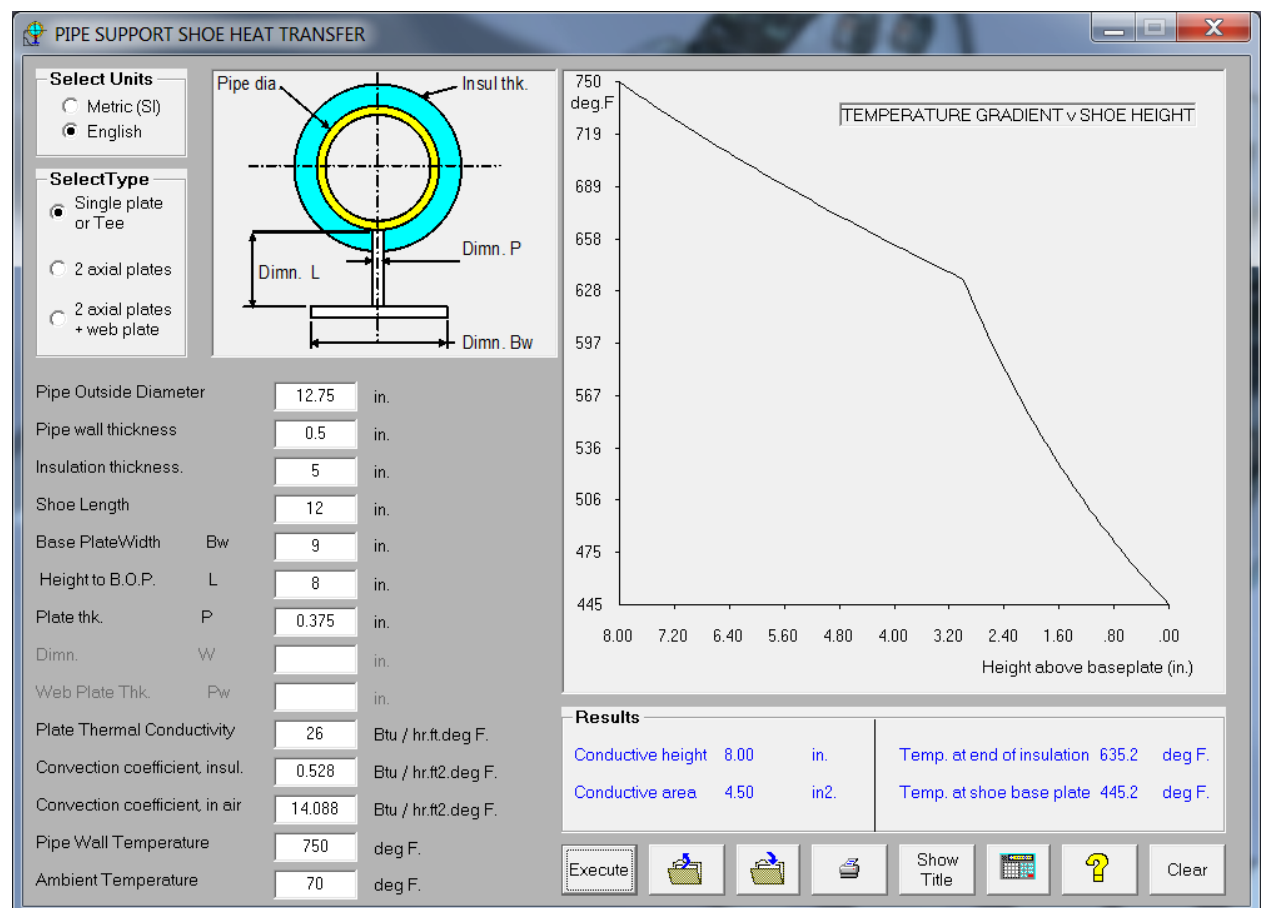 PIPE SUPPORT SHOE HEAT TRANSFER
X
Select Units
Metric (SI)
English
SelectType
Single plate
or Tee
2 axial plates
2 axial plates
+ web plate
Pipe dia.
Insul thk.
Dimn. P
Dimn. L
Dimn. Bw
Pipe Outside Diameter 12.75 in.
Pipe wall thickness 0.5 in.
Insulation thickness. 5 in.
Shoe Length 12 in.
Base PlateWidth Bw 9 in.
Height to B.O.P. L 8 in.
Plate thk. P 0.375 in.
Dimn. W in.
Web Plate Thk. Pw in.
Plate Thermal Conductivity 26 Btu / hr.ft.deg F.
Convection coefficient, insul. 0.528 Btu / hr.ft2.deg F.
Convection coefficient, in air 14.088 Btu / hr.ft2.deg F.
Pipe Wall Temperature 750 deg F.
Ambient Temperature 70 deg F.
750
deg.F
TEMPERATURE GRADIENT v SHOE HEIGHT
719
689
658
628
597
567
536
506
475
445
8.00 7.20 6.40 5.60 4.80 4.00 3.20 2.40 1.60 .80 .00
Height above baseplate (in.)
Results
Conductive height 8.00 in.
Conductive area 4.50 in2.
Temp. at end of insulation 635.2 deg F.
Temp. at shoe base plate 445.2 deg F.
Execute
Show
Title
?
Clear